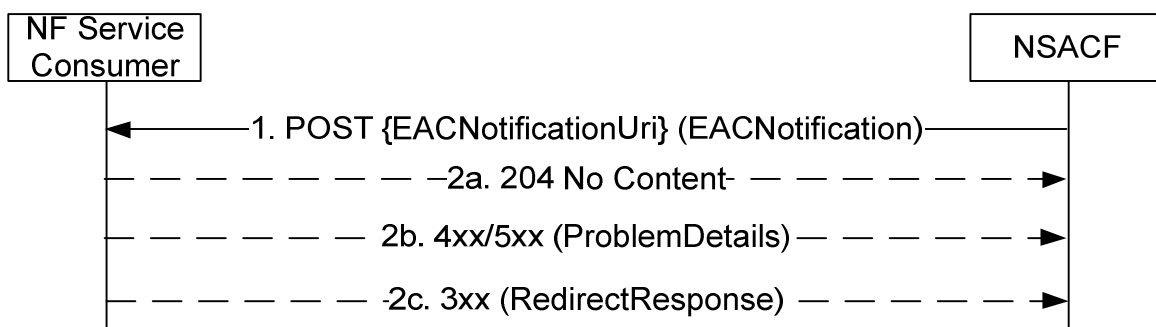 NF Service
Consumer
NSACF
1. POST {EACNotificationUri} (EACNotification)
2a. 204 No Content
2b. 4xx/5xx (ProblemDetails)
2c. 3xx (RedirectResponse)